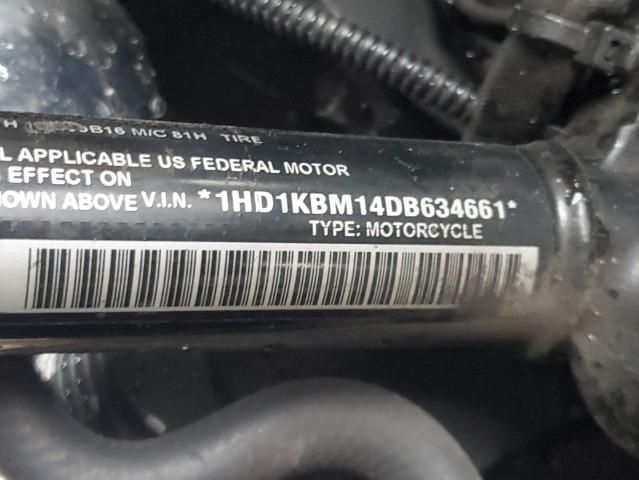 B16 M/C 81H TIRE
L APPLICABLE US FEDERAL MOTOR
EFFECT ON
OWN ABOVE V.I.N. *1HD1KBM14DB634661*
TYPE: MOTORCYCLE